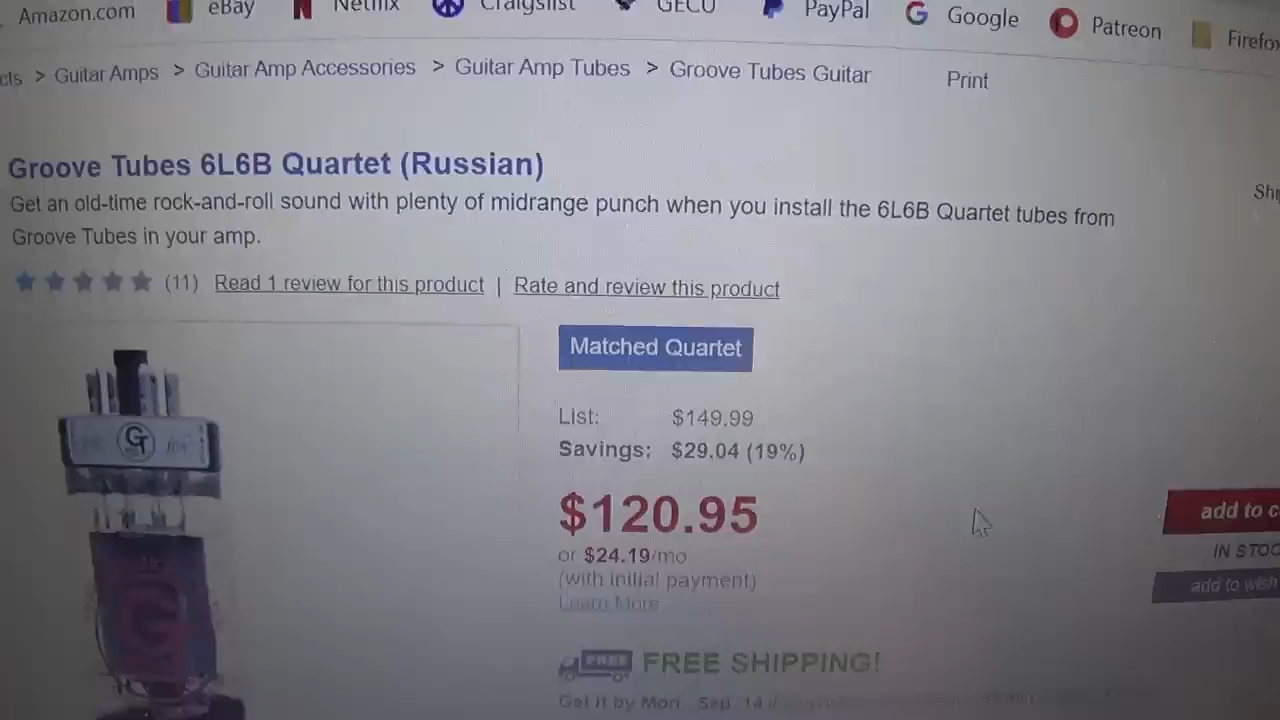 Amazon.com eBay Netflix Craigslist GECU PayPal Google Patreon Firefox
> Guitar Amps > Guitar Amp Accessories > Guitar Amp Tubes > Groove Tubes Guitar Print
Groove Tubes 6L6B Quartet (Russian)
Get an old-time rock-and-roll sound with plenty of midrange punch when you install the 6L6B Quartet tubes from
Groove Tubes in your amp.
(11) Read 1 review for this product | Rate and review this product
Matched Quartet
List: $149.99
Savings: $29.04 (19%)
$120.95
or $24.19/mo
(with initial payment)
Learn More
add to c
IN STOC
add to wish
GT
FREE FREE SHIPPING!
Get it by Mon, Sep 14